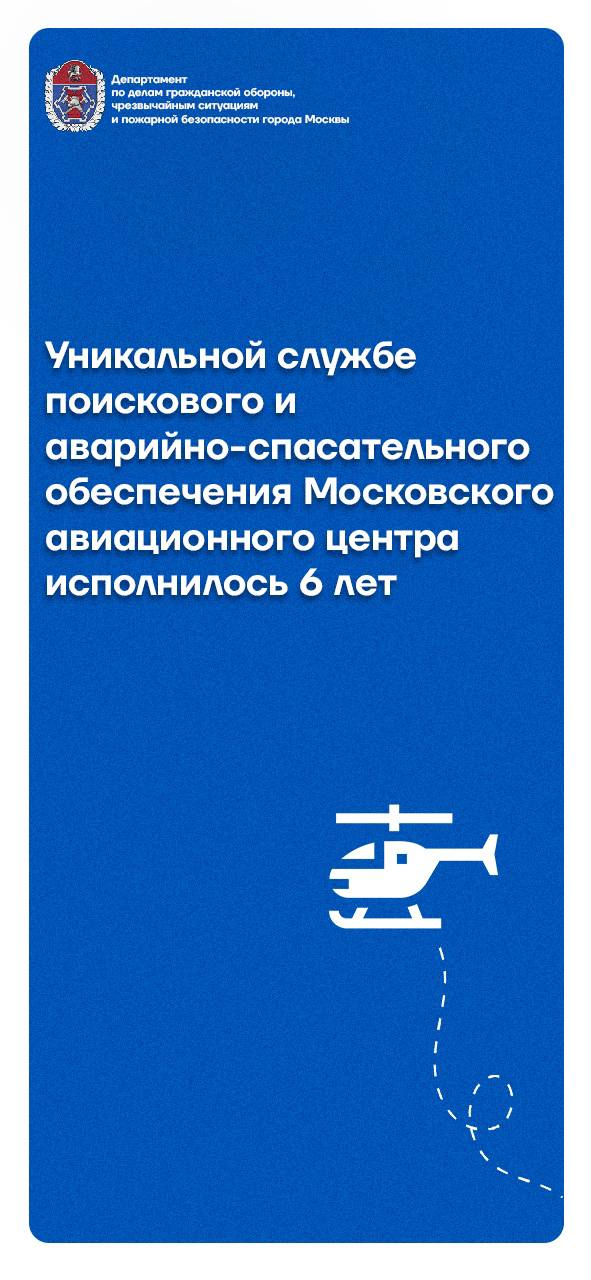 Департамент
по делам гражданской обороны,
чрезвычайным ситуациям
и пожарной безопасности города Москвы
Уникальной службе
поискового и
аварийно-спасательного
обеспечения Московского
авиационного центра
исполнилось 6 лет